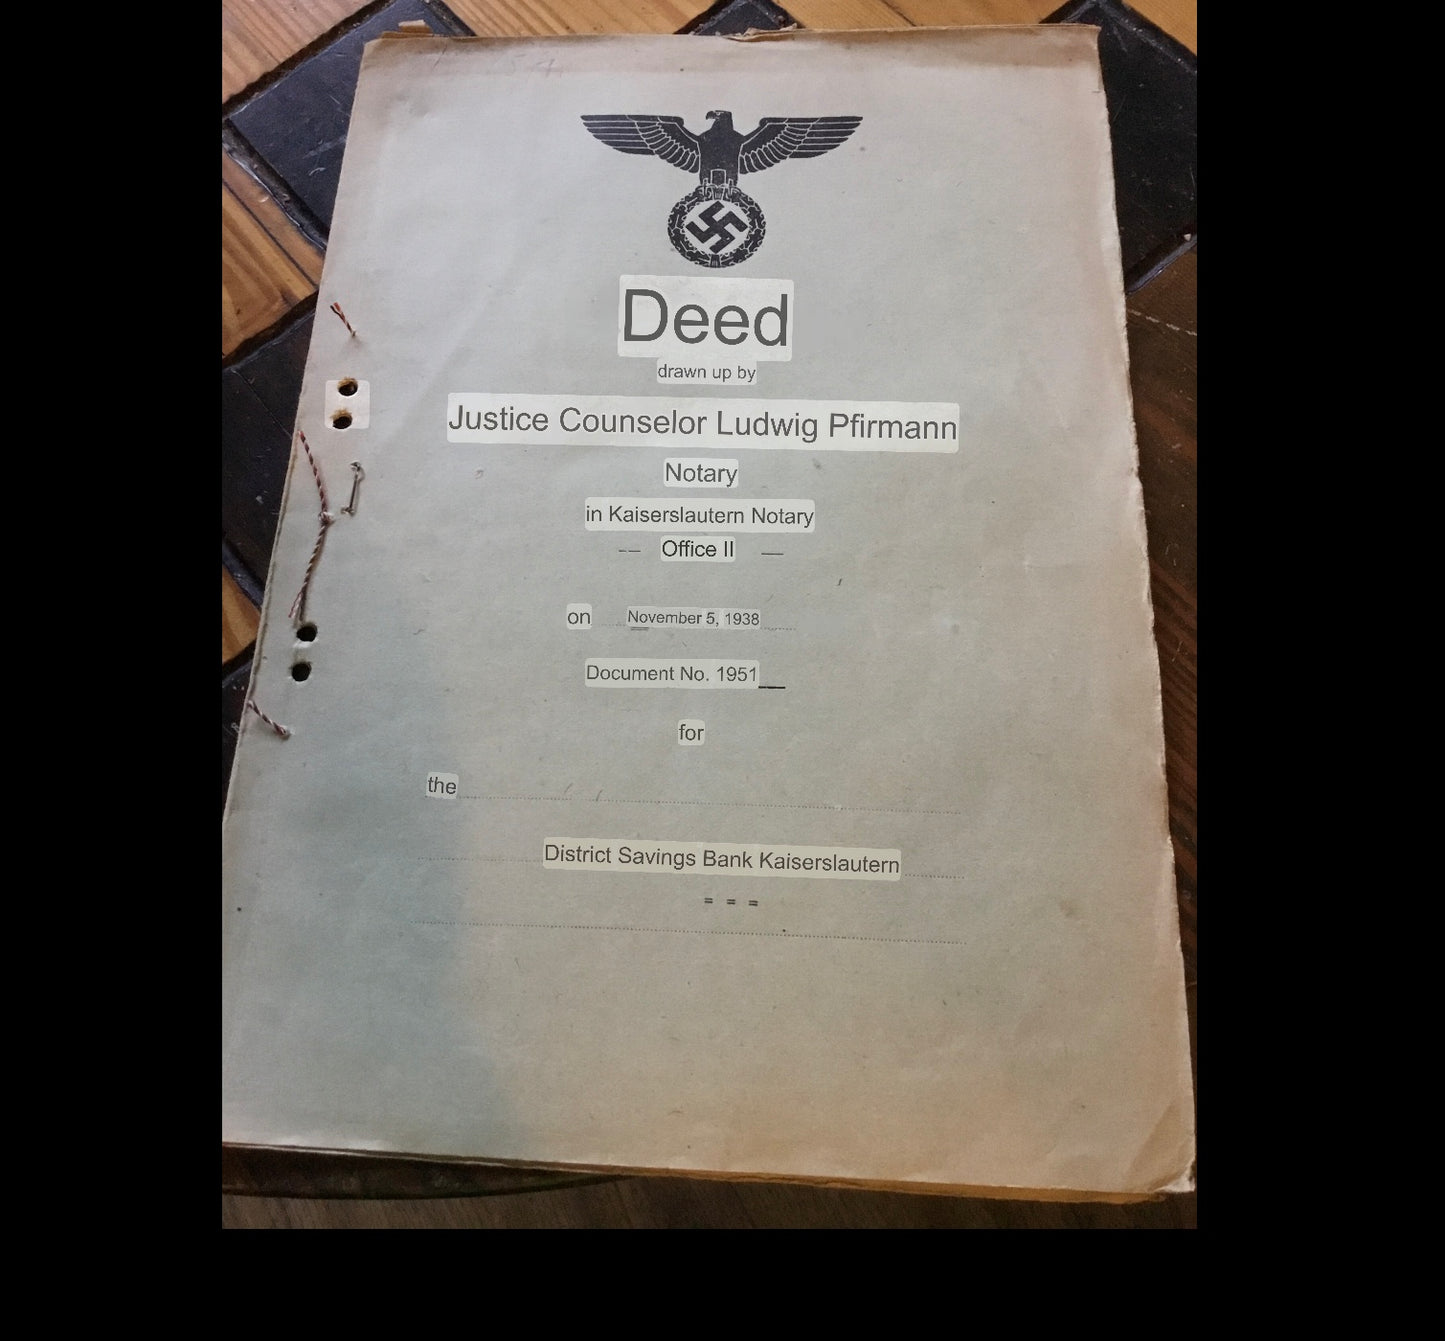 Deed
drawn up by
Justice Counselor Ludwig Pfirmann
Notary
in Kaiserslautern Notary
-- Office II —
on November 5, 1938
Document No. 1951
for
the
District Savings Bank Kaiserslautern
= = =